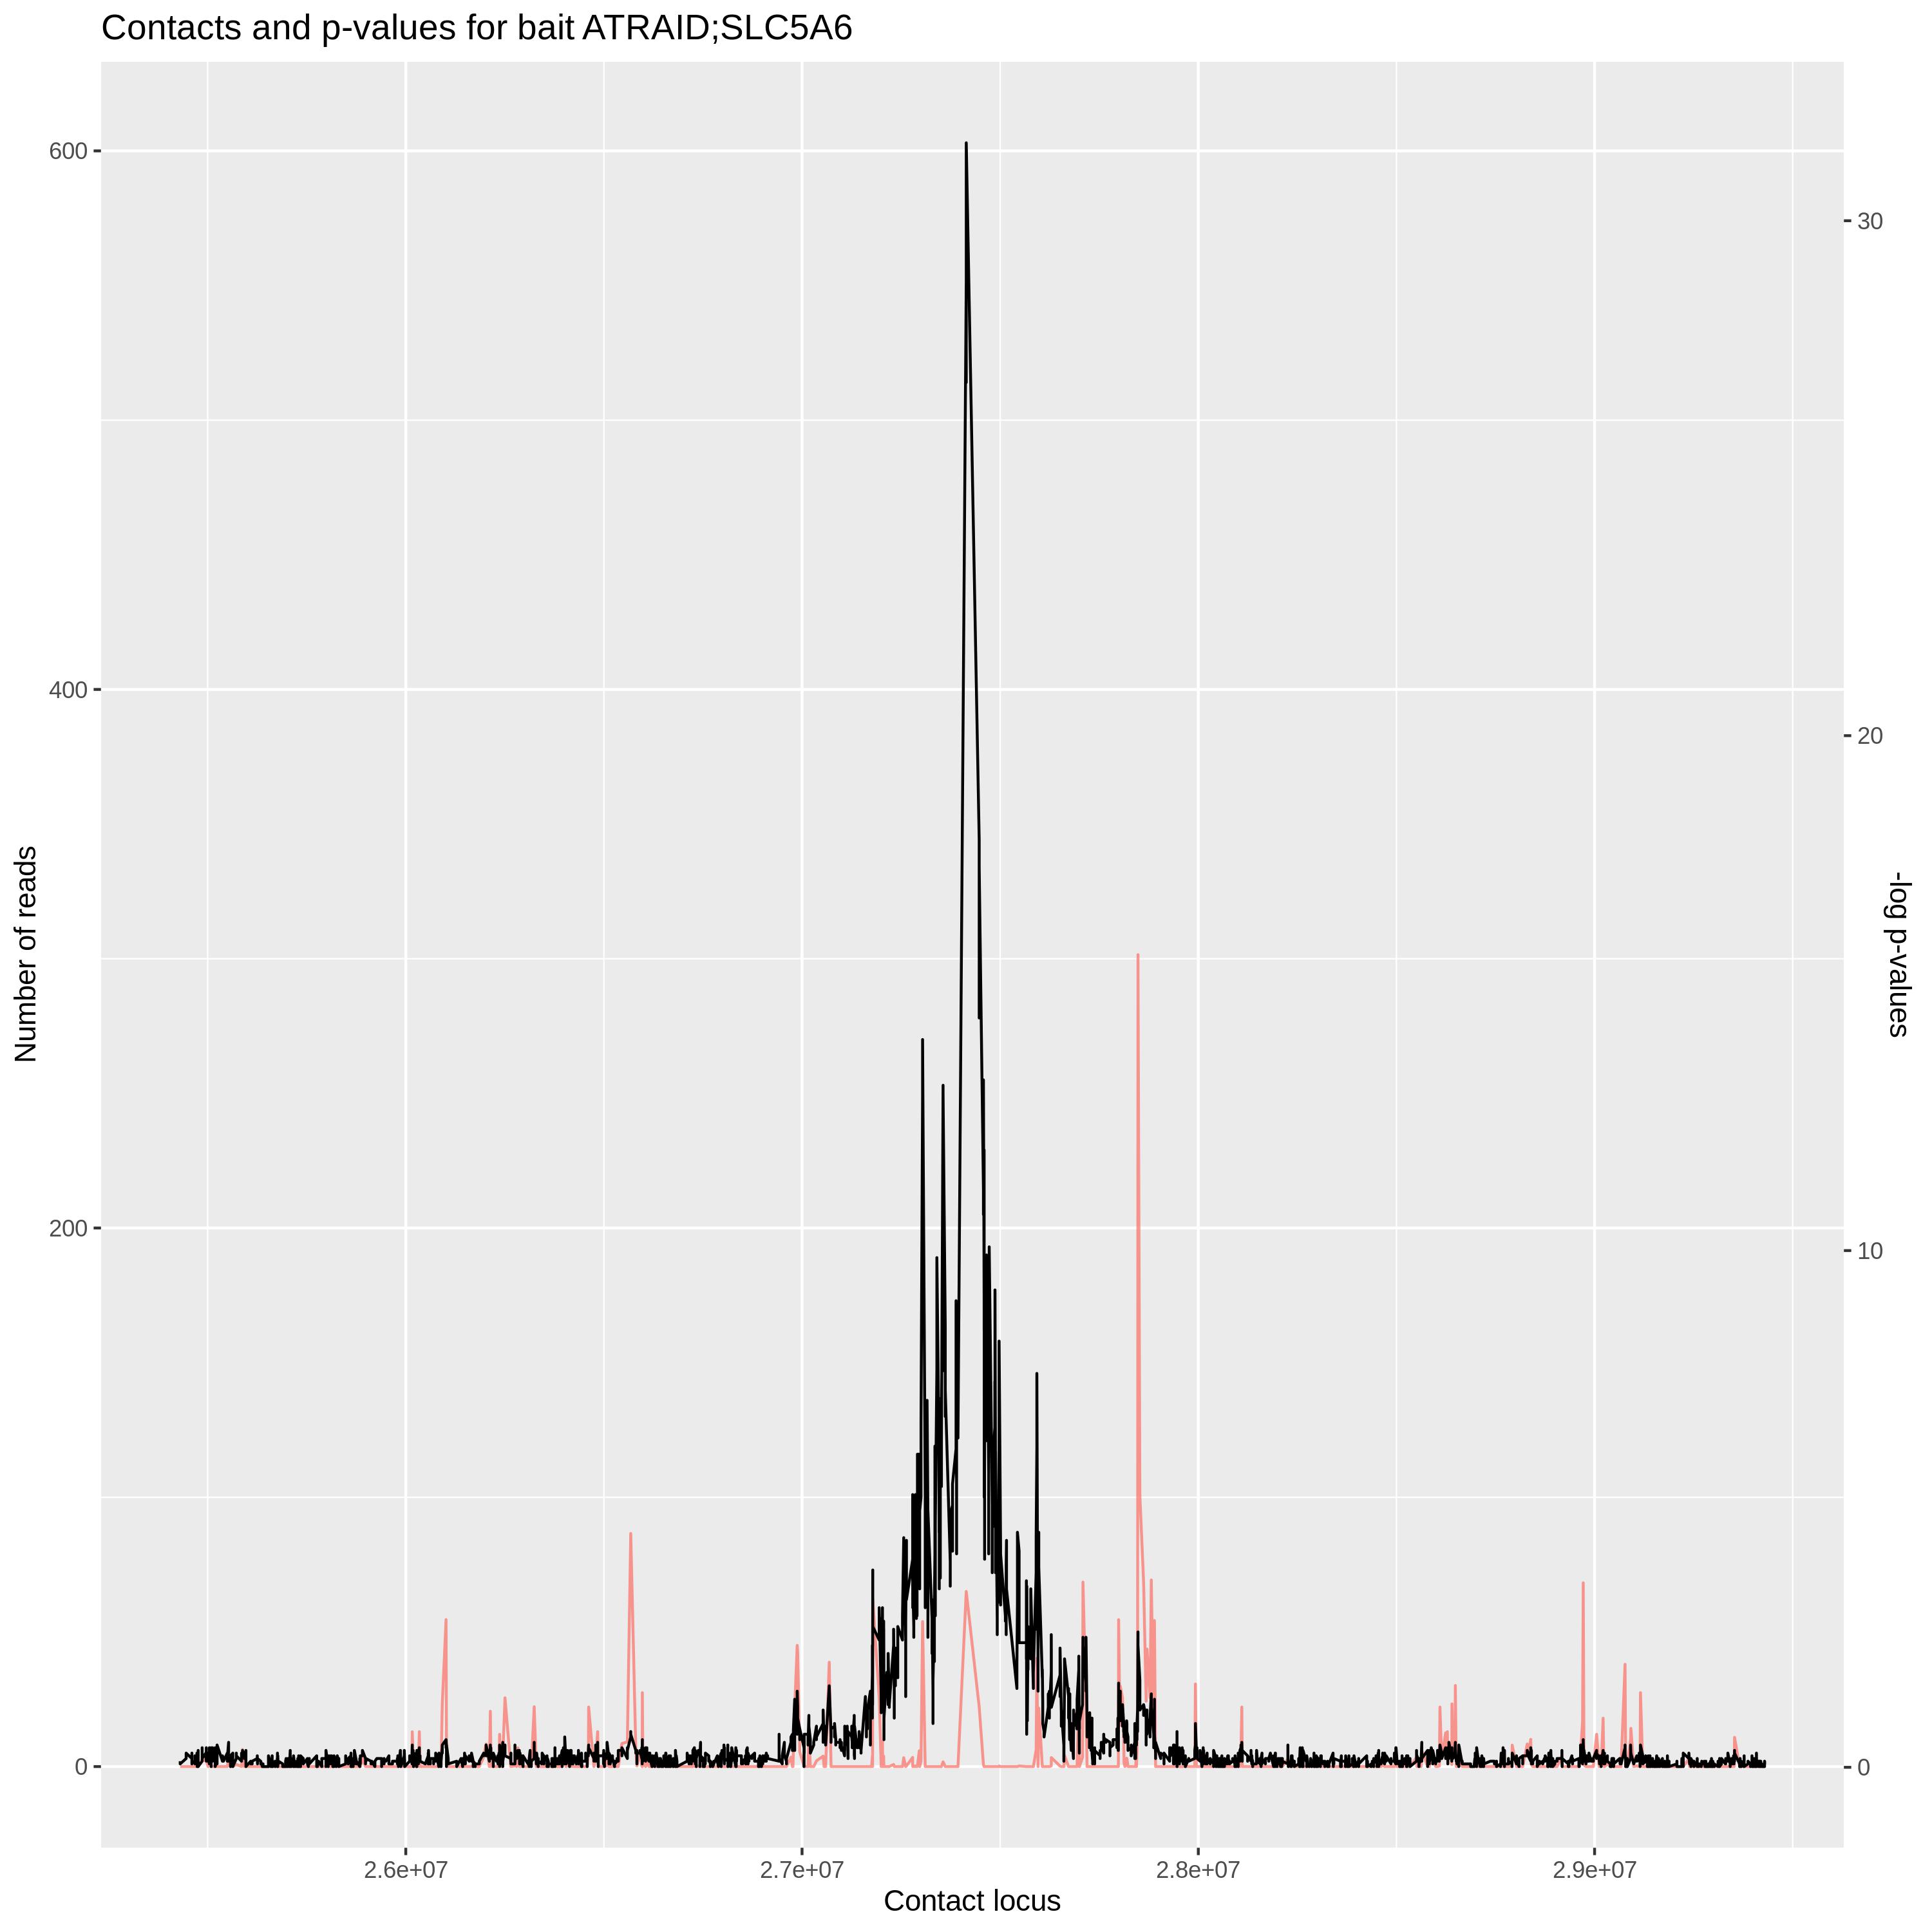 Contacts and p-values for bait ATRAID;SLC5A6
600
400
200
0
Number of reads
30
20
10
0
-log p-values
2.6e+07
2.7e+07
2.8e+07
2.9e+07
Contact locus